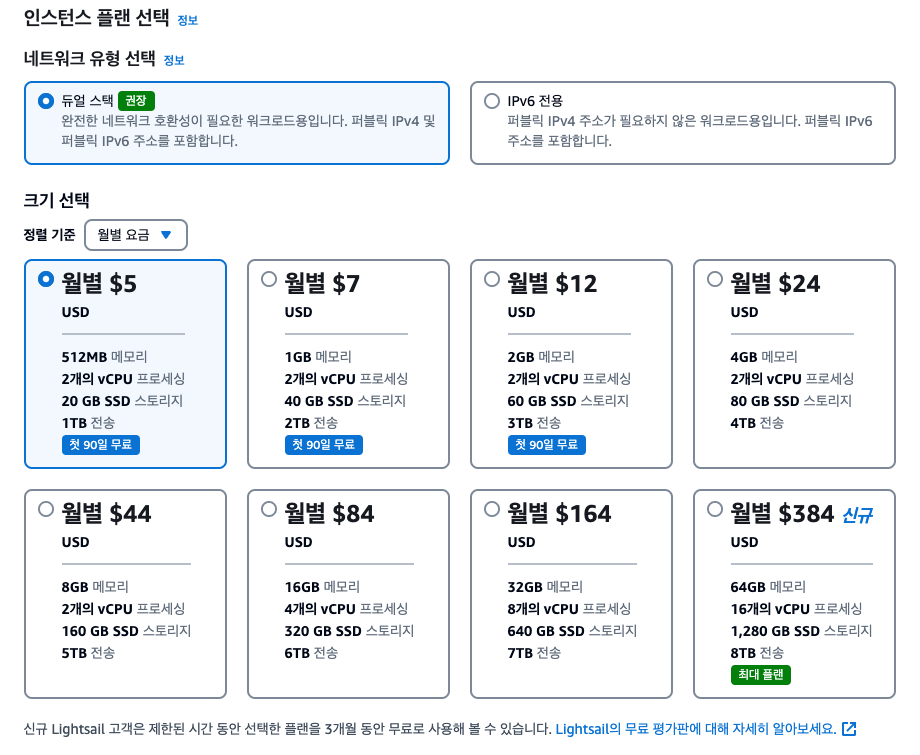 인스턴스 플랜 선택 정보
네트워크 유형 선택 정보
듀얼 스택 권장
완전한 네트워크 호환성이 필요한 워크로드용입니다. 퍼블릭 IPv4 및
퍼블릭 IPv6 주소를 포함합니다.
IPv6 전용
퍼블릭 IPv4 주소가 필요하지 않은 워크로드용입니다. 퍼블릭 IPv6
주소를 포함합니다.
크기 선택
정렬 기준 월별 요금
월별 $5
USD
512MB 메모리
2개의 vCPU 프로세싱
20 GB SSD 스토리지
1TB 전송
첫 90일 무료
월별 $7
USD
1GB 메모리
2개의 vCPU 프로세싱
40 GB SSD 스토리지
2TB 전송
첫 90일 무료
월별 $12
USD
2GB 메모리
2개의 vCPU 프로세싱
60 GB SSD 스토리지
3TB 전송
첫 90일 무료
월별 $24
USD
4GB 메모리
2개의 vCPU 프로세싱
80 GB SSD 스토리지
4TB 전송
월별 $44
USD
8GB 메모리
2개의 vCPU 프로세싱
160 GB SSD 스토리지
5TB 전송
월별 $84
USD
16GB 메모리
4개의 vCPU 프로세싱
320 GB SSD 스토리지
6TB 전송
월별 $164
USD
32GB 메모리
8개의 vCPU 프로세싱
640 GB SSD 스토리지
7TB 전송
월별 $384 신규
USD
64GB 메모리
16개의 vCPU 프로세싱
1,280 GB SSD 스토리지
8TB 전송
최대 플랜
신규 Lightsail 고객은 제한된 시간 동안 선택한 플랜을 3개월 동안 무료로 사용해 볼 수 있습니다. Lightsail의 무료 평가판에 대해 자세히 알아보세요.